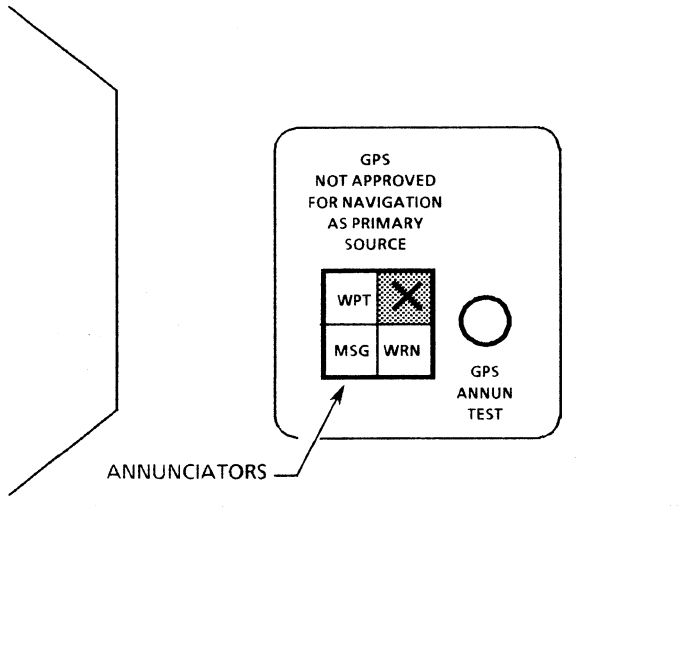 GPS
NOT APPROVED
FOR NAVIGATION
AS PRIMARY
SOURCE
WPT
MSG WRN
GPS
ANNUN
TEST
ANNUNCIATORS